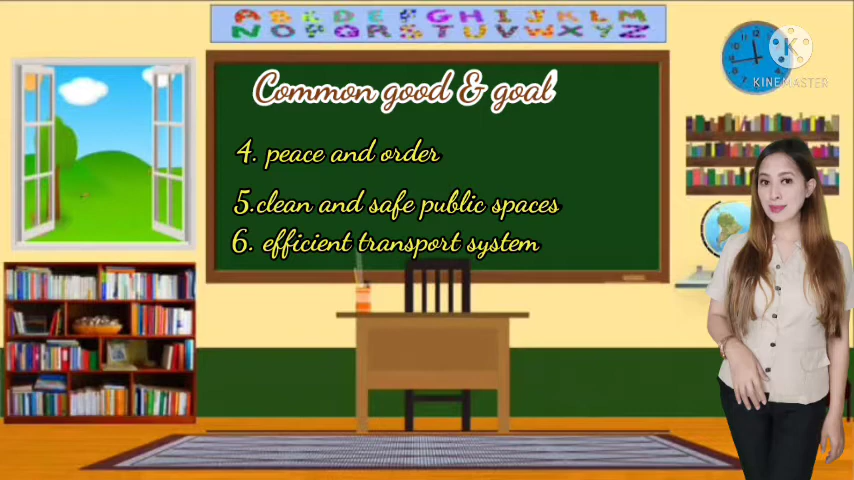 ABCDEFGHIJKLM
NOPQRSTUVWXYZ
K
KINEMASTER
Common good & goal
4. peace and order
5.clean and safe public spaces
6. efficient transport system